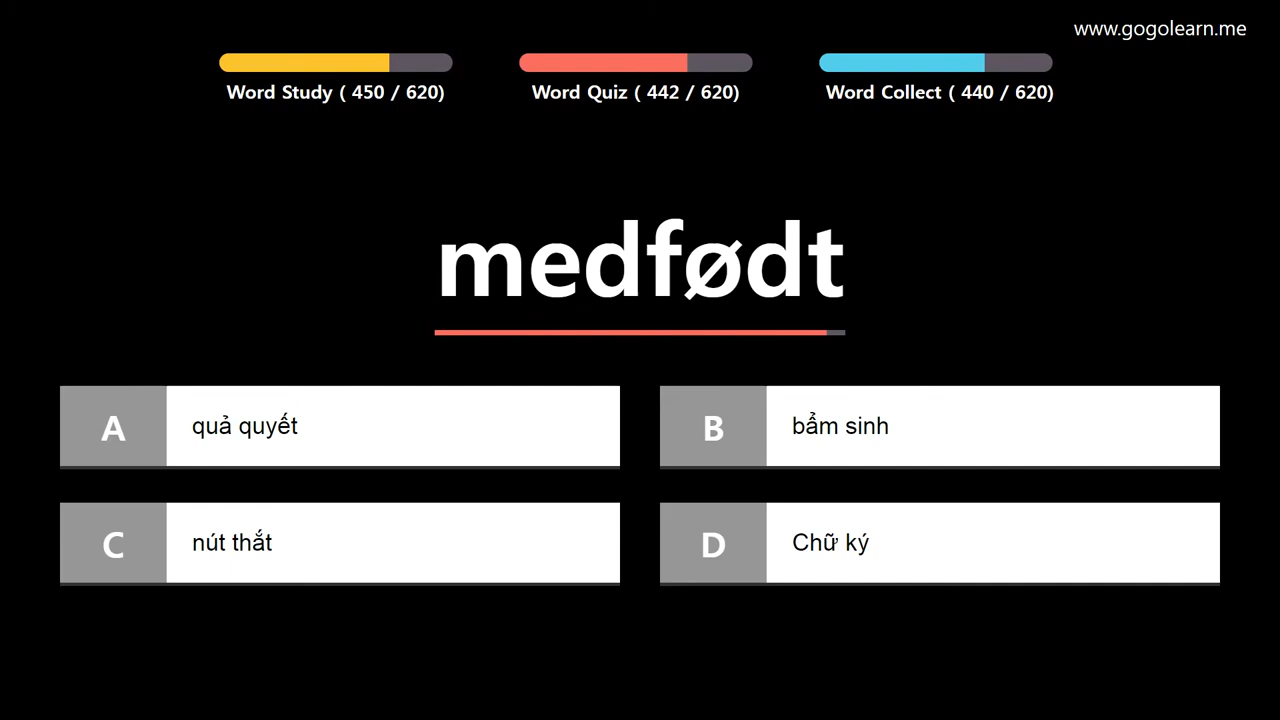 www.gogolearn.me
Word Study ( 450 / 620)
Word Quiz ( 442 / 620)
Word Collect ( 440 / 620)
medfødt
A
quả quyết
B
bẩm sinh
C
nút thắt
D
Chữ ký